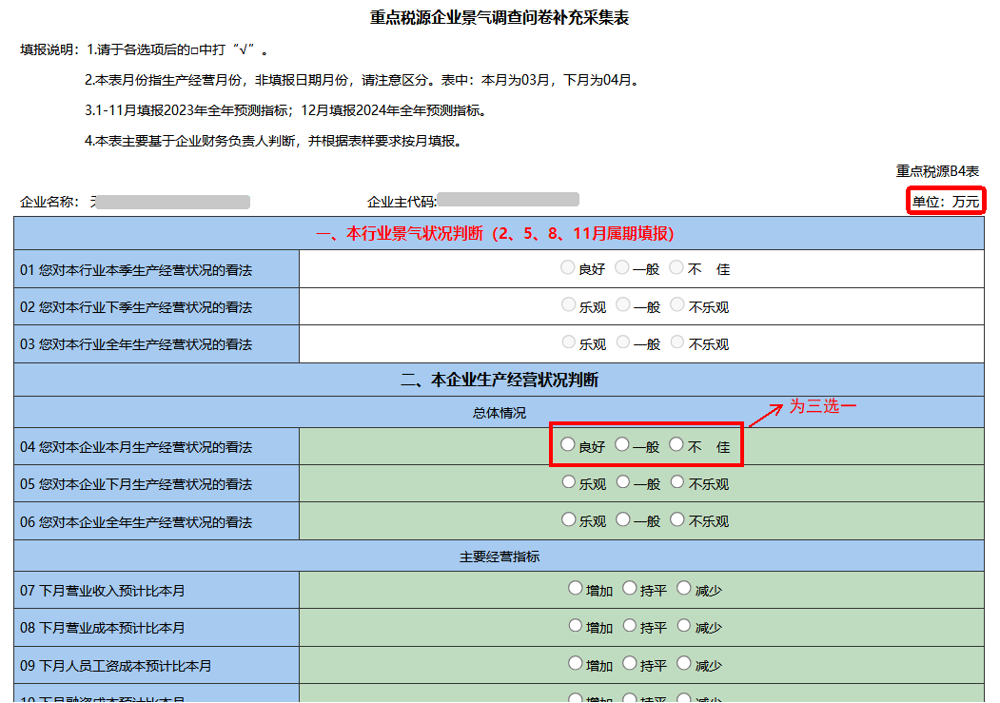 重点税源企业景气调查问卷补充采集表
填报说明：1.请于各选项后的□中打“√”。
2.本表月份指生产经营月份，非填报日期月份，请注意区分。表中：本月为03月，下月为04月。
3.1-11月填报2023年全年预测指标；12月填报2024年全年预测指标。
4.本表主要基于企业财务负责人判断，并根据表样要求按月填报。
重点税源B4表
企业名称： 企业主代码: 单位：万元
一、本行业景气状况判断（2、5、8、11月属期填报）
01 您对本行业本季生产经营状况的看法 良好 一般 不 佳
02 您对本行业下季生产经营状况的看法 乐观 一般 不乐观
03 您对本行业全年生产经营状况的看法 乐观 一般 不乐观
二、本企业生产经营状况判断
总体情况 为三选一
04 您对本企业本月生产经营状况的看法 良好 一般 不 佳
05 您对本企业下月生产经营状况的看法 乐观 一般 不乐观
06 您对本企业全年生产经营状况的看法 乐观 一般 不乐观
主要经营指标
07 下月营业收入预计比本月 增加 持平 减少
08 下月营业成本预计比本月 增加 持平 减少
09 下月人员工资成本预计比本月 增加 持平 减少
10 下月融资成本预计比本月 增加 持平 减少